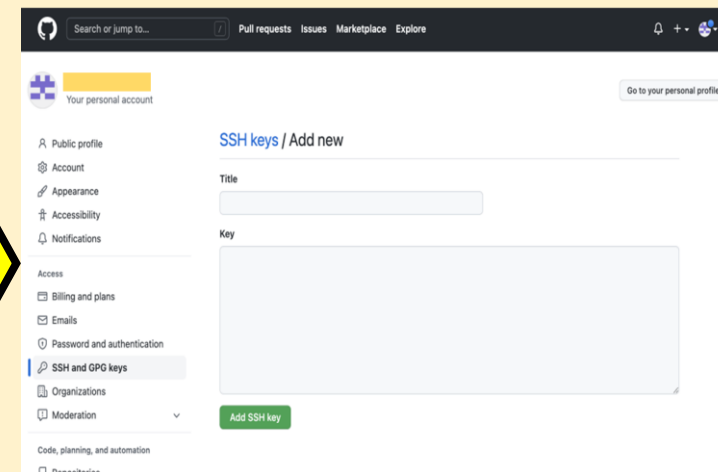 Search or jump to... / Pull requests Issues Marketplace Explore
Your personal account
Go to your personal profile
Public profile
Account
Appearance
Accessibility
Notifications
Access
Billing and plans
Emails
Password and authentication
SSH and GPG keys
Organizations
Moderation
Code, planning, and automation
Repositories
SSH keys / Add new
Title
Key
Add SSH key